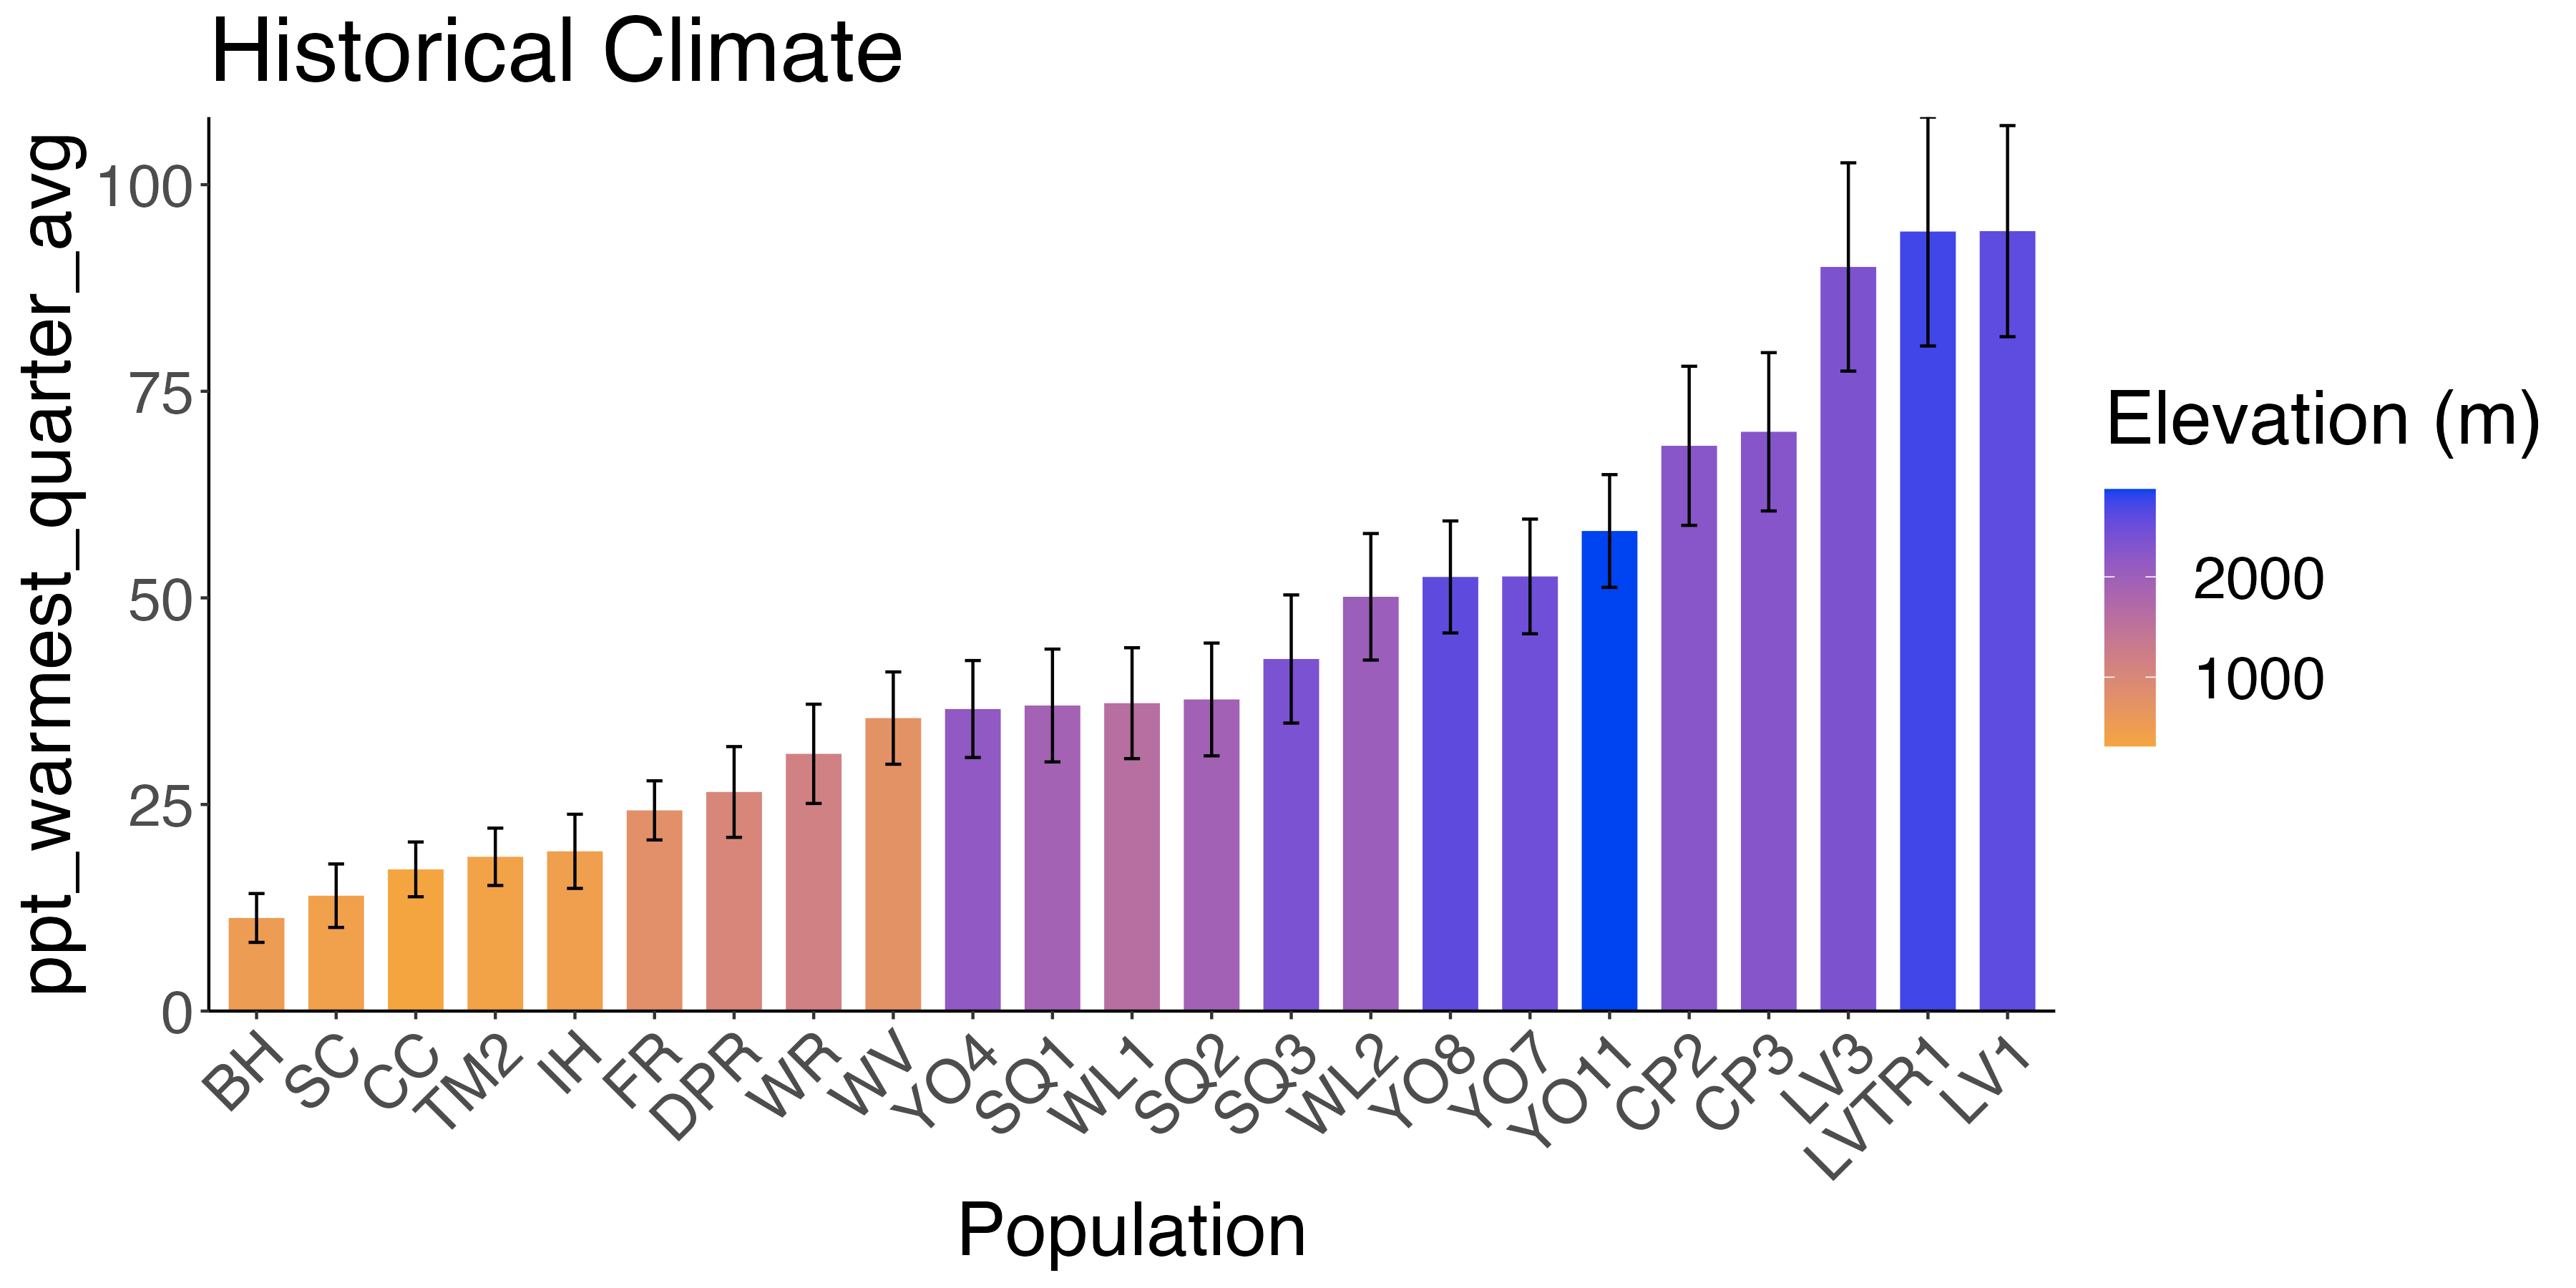 Historical Climate
ppt_warmest_quarter_avg
100
75
50
25
0
BH SC CC TM2 IH FR DPR WR WV YO4 SQ1 WL1 SQ2 SQ3 WL2 YO8 YO7 YO11 CP2 CP3 LV3 LVTR1 LV1
Population
Elevation (m)
2000
1000